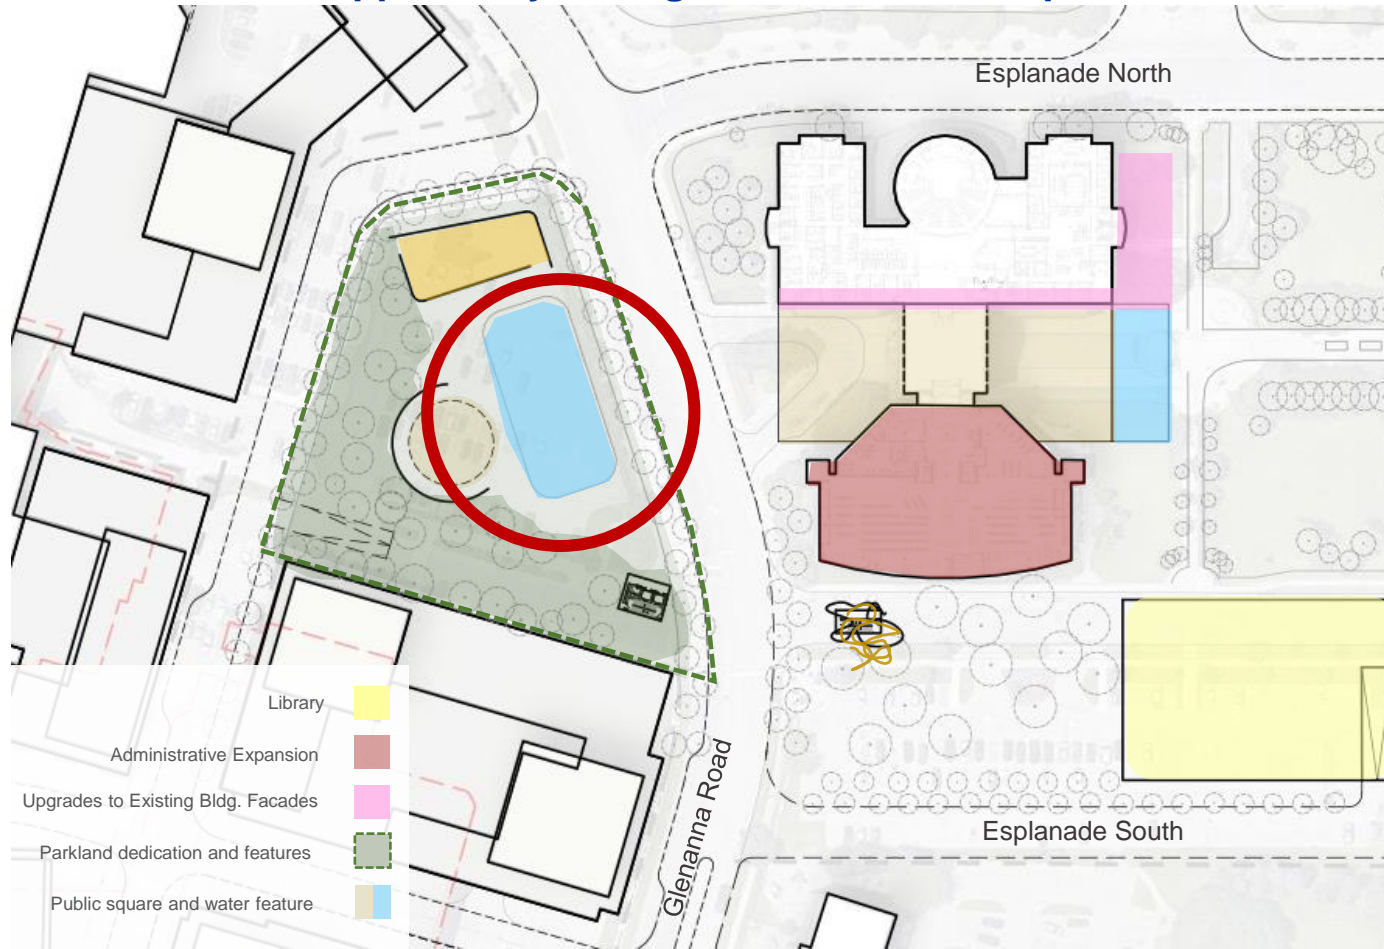 Esplanade North
Library
Administrative Expansion
Upgrades to Existing Bldg. Facades
Parkland dedication and features
Public square and water feature
Glenanna Road
Esplanade South